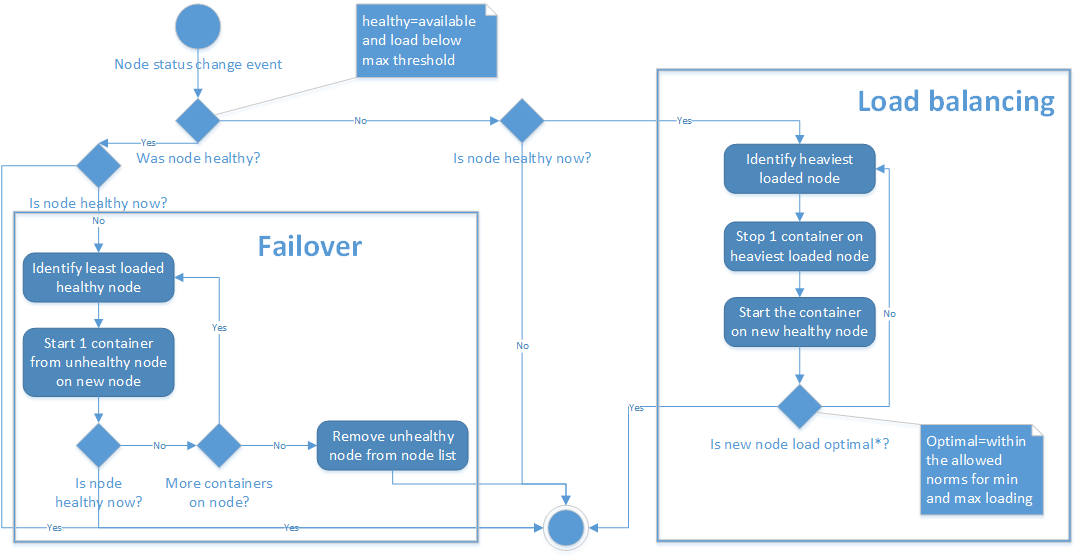 healthy=available
and load below
max threshold
Node status change event
Load balancing
No
Yes
Yes
Was node healthy?
Is node healthy now?
Identify heaviest
loaded node
Is node healthy now?
No
Failover
Stop 1 container on
heaviest loaded node
Identify least loaded
healthy node
Start the container
on new healthy node
No
Yes
Start 1 container
from unhealthy node
on new node
No
Yes
No
No
Remove unhealthy
node from node list
Is new node load optimal*?
Optimal=within
the allowed
norms for min
and max loading
Is node
healthy now?
More containers
on node?
Yes
Yes